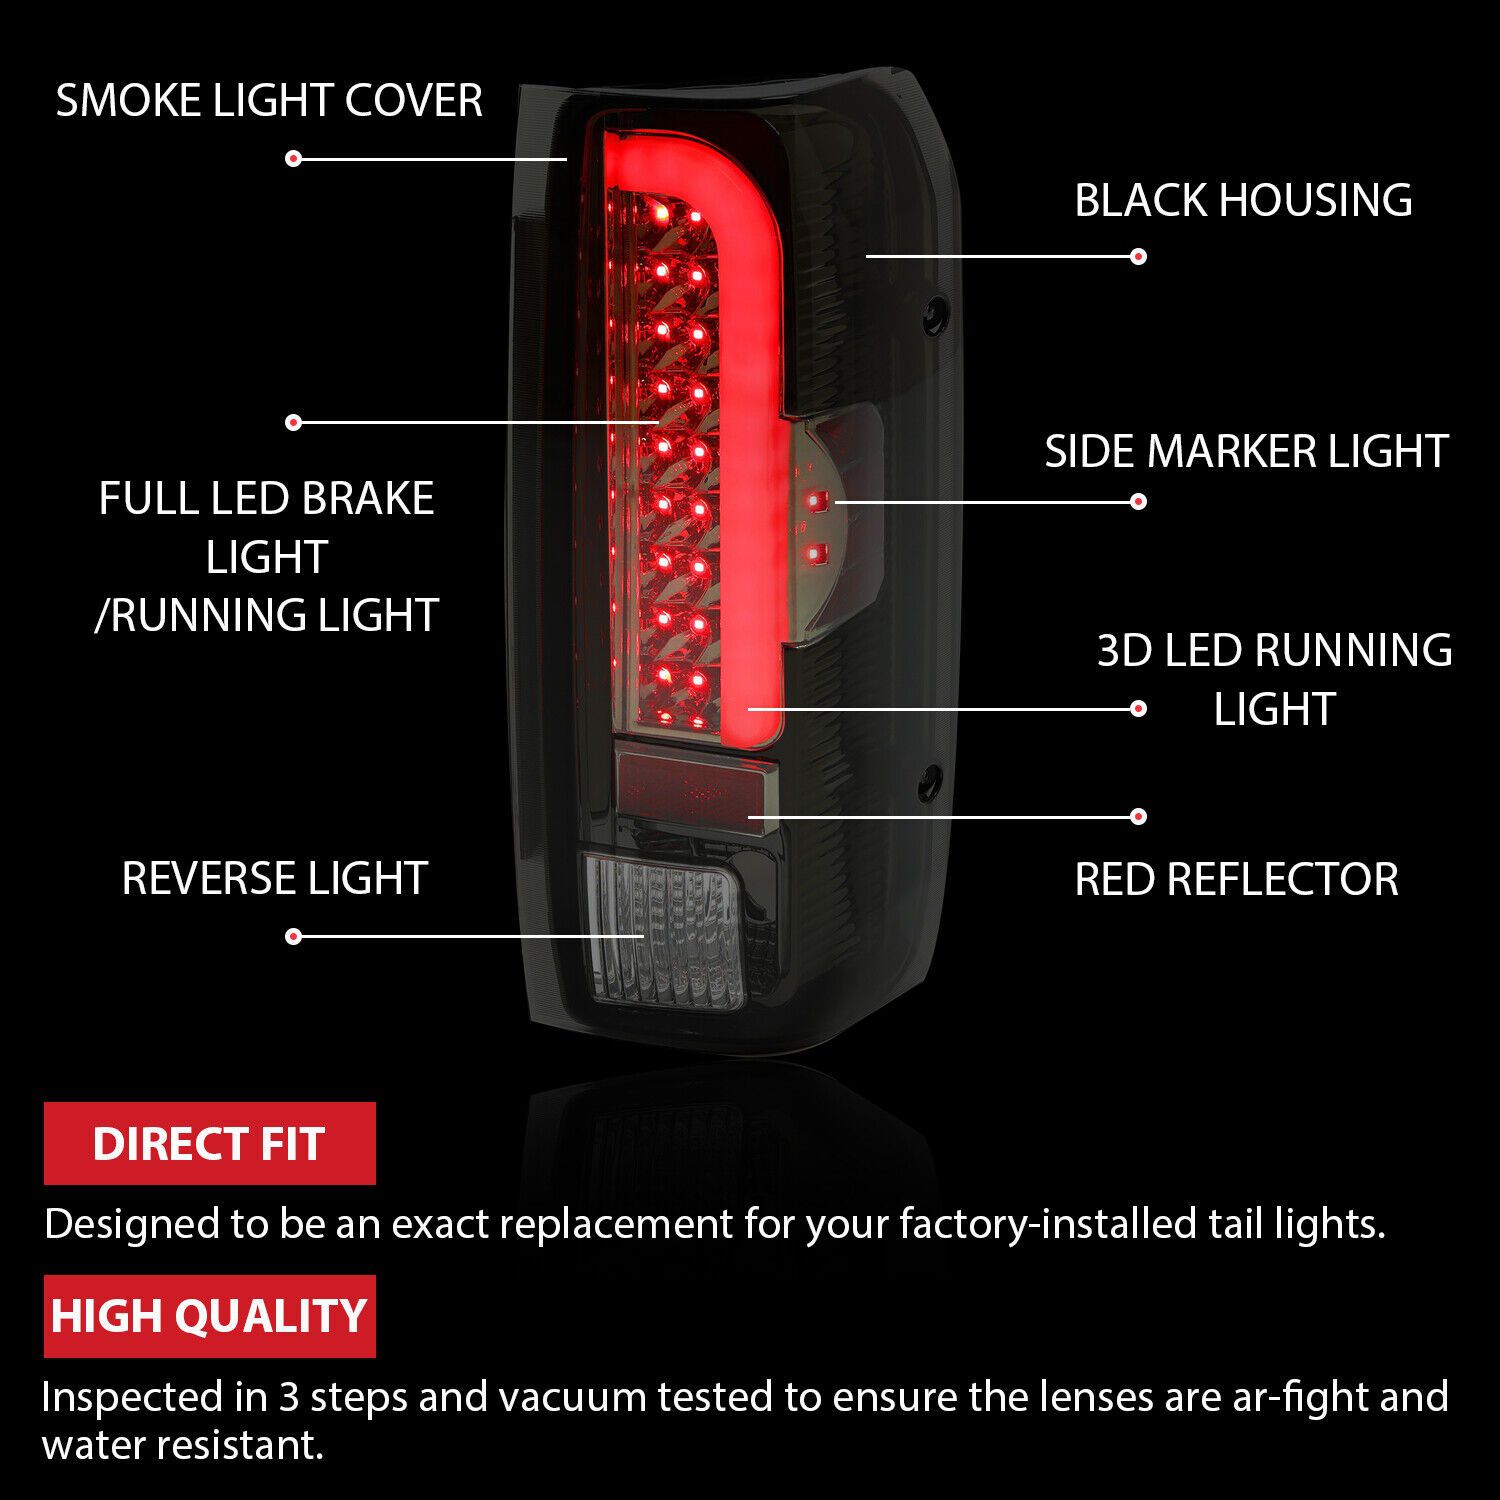 SMOKE LIGHT COVER
BLACK HOUSING
SIDE MARKER LIGHT
FULL LED BRAKE
LIGHT
/RUNNING LIGHT
3D LED RUNNING
LIGHT
REVERSE LIGHT
RED REFLECTOR
DIRECT FIT
Designed to be an exact replacement for your factory-installed tail lights.
HIGH QUALITY
Inspected in 3 steps and vacuum tested to ensure the lenses are ar-fight and
water resistant.